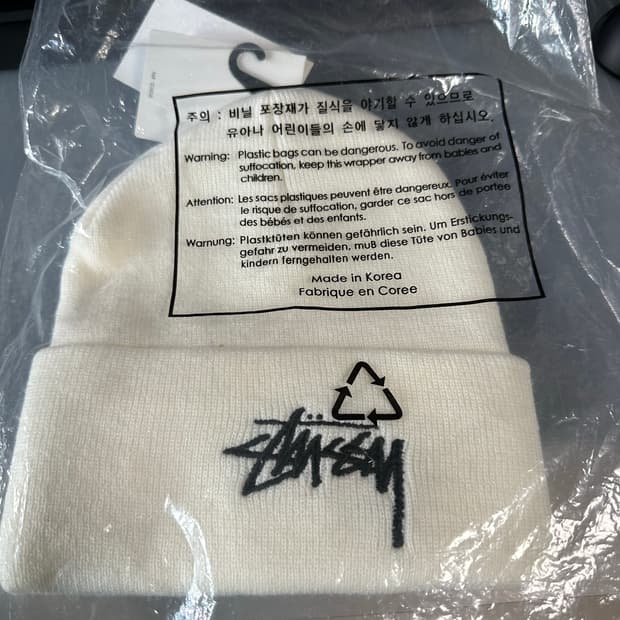 주의 : 비닐 포장재가 질식을 야기할 수 있으므로
유아나 어린이들의 손에 닿지 않게 하십시오.
Warning: Plastic bags can be dangerous. To avoid danger of
suffocation, keep this wrapper away from babies and
children.
Attention: Les sacs plastiques peuvent être dangereux. Pour éviter
le risque de suffocation, garder ce sac hors de portee
des bébés et des enfants.
Warnung: Plastktüten können gefährlich sein. Um Erstickungs-
gefahr zu vermeiden, muß diese Tüte von Babies und
kindern ferngehalten werden.
Made in Korea
Fabrique en Coree
Stüssy